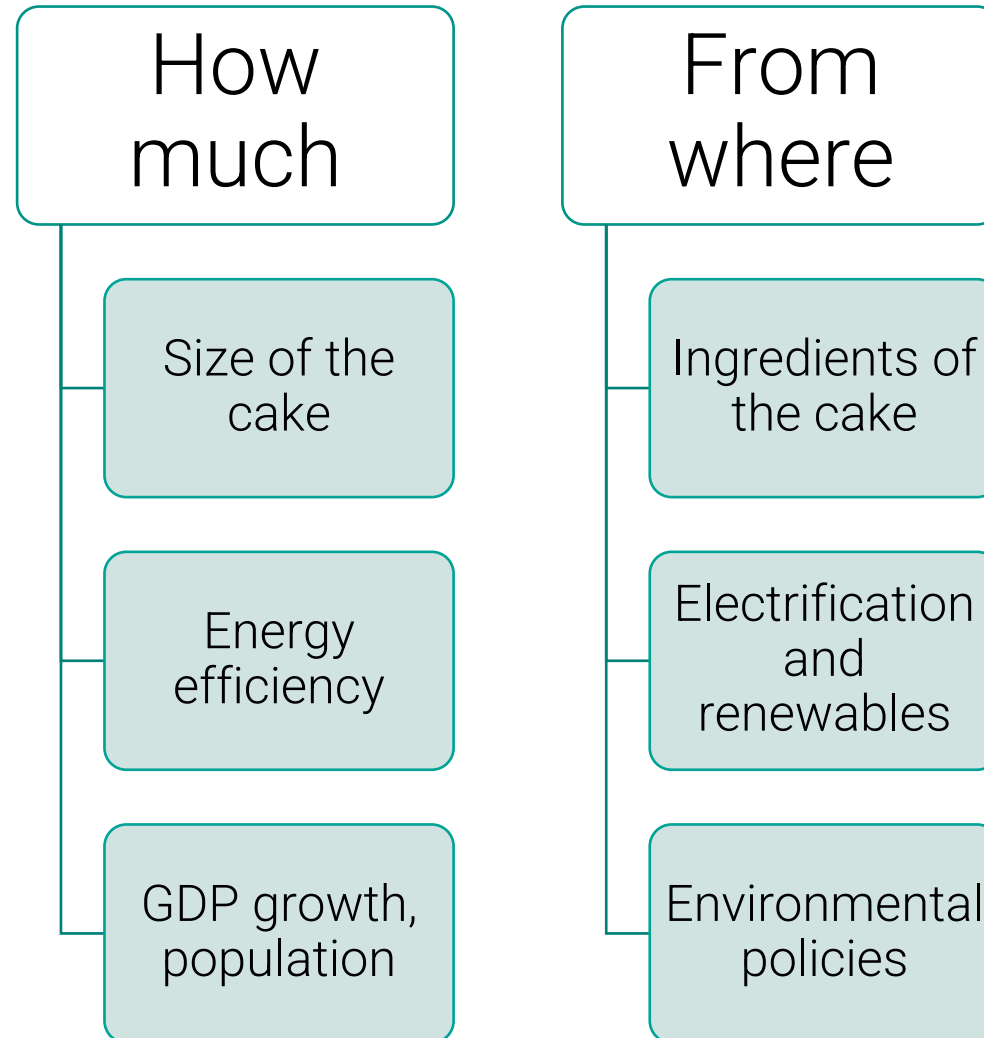 How
much
Size of the
cake
Energy
efficiency
GDP growth,
population
From
where
Ingredients of
the cake
Electrification
and
renewables
Environmental
policies